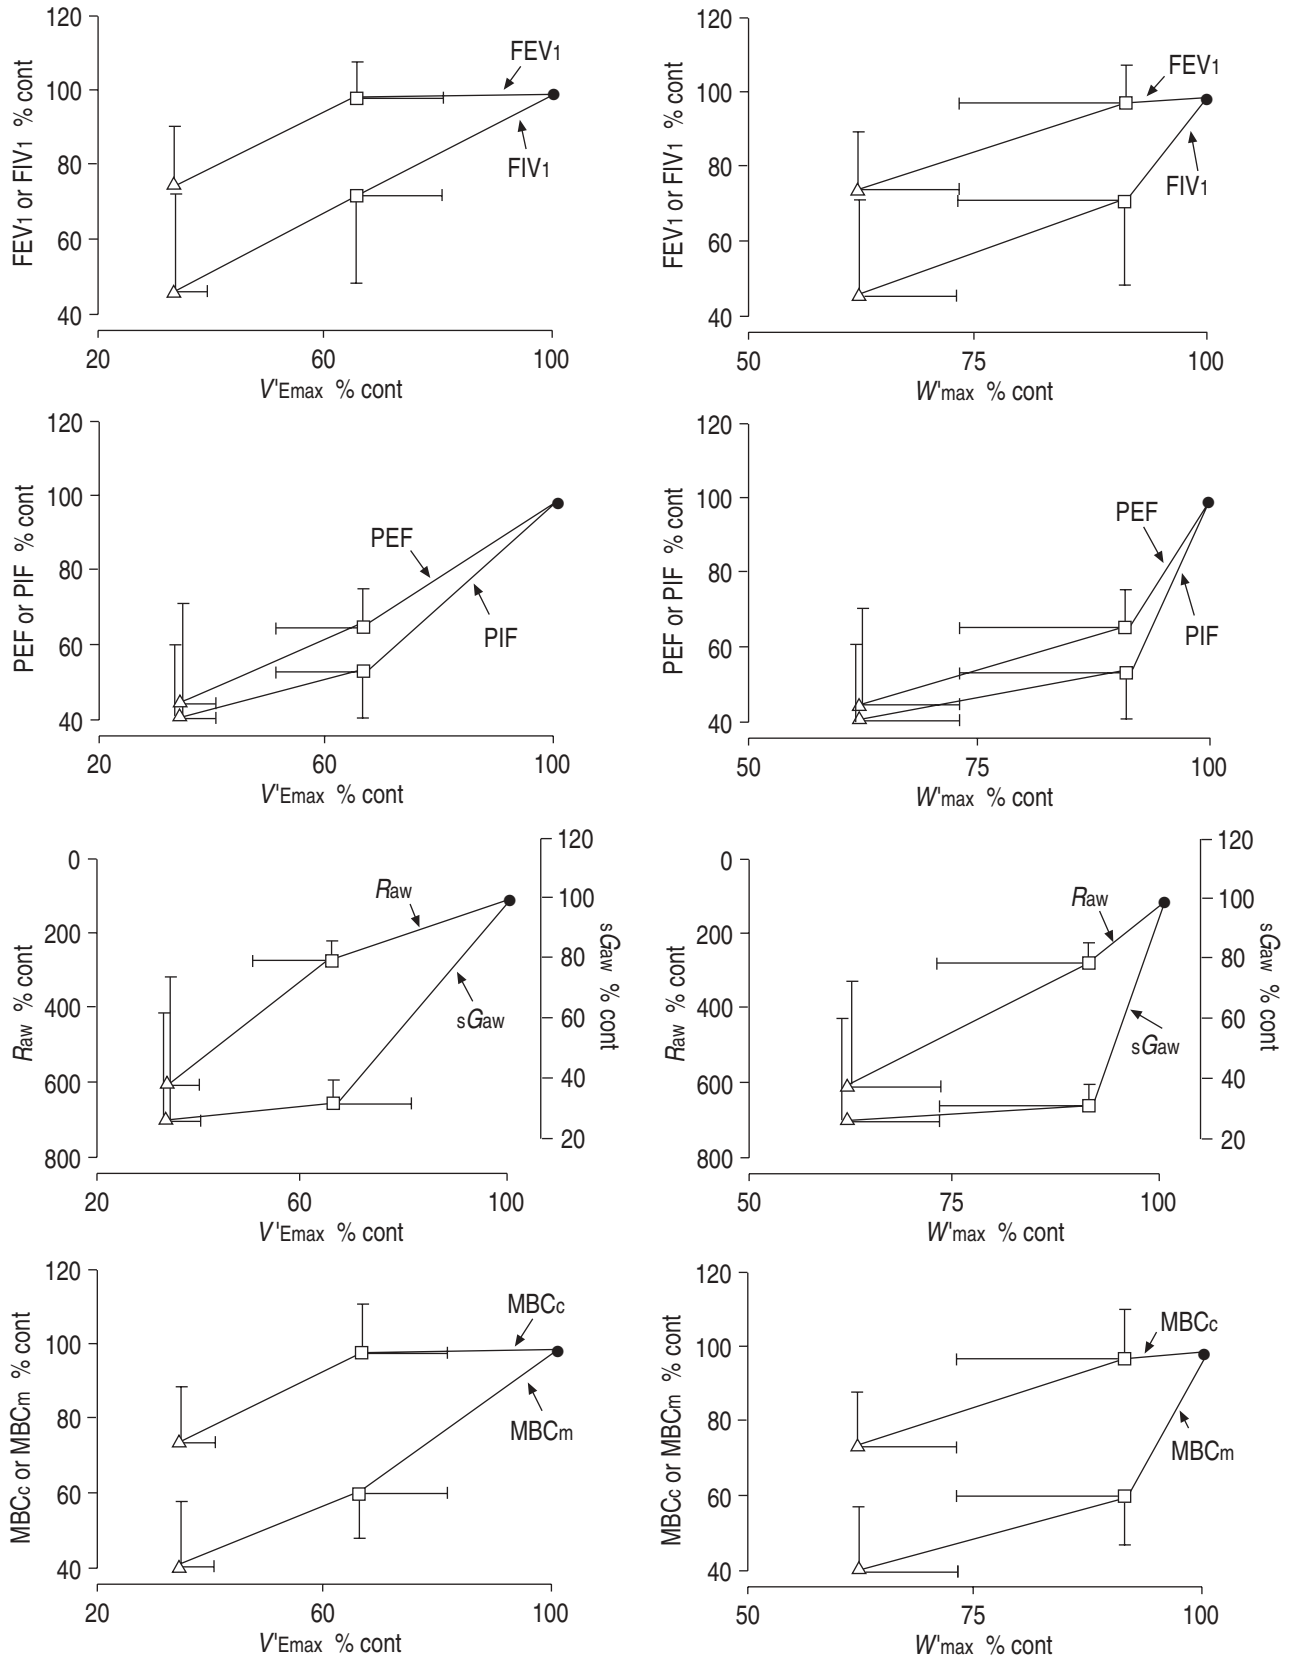 120
100
80
60
40
FEV1 or FIV1 % cont
FEV1
FIV1
20 60 100
V'Emax % cont
120
100
80
60
40
FEV1 or FIV1 % cont
FEV1
FIV1
50 75 100
W'max % cont
120
100
80
60
40
PEF or PIF % cont
PEF
PIF
20 60 100
V'Emax % cont
120
100
80
60
40
PEF or PIF % cont
PEF
PIF
50 75 100
W'max % cont
0
200
400
600
800
Raw % cont
Raw
sGaw
120
100
80
60
40
20
sGaw % cont
20 60 100
V'Emax % cont
0
200
400
600
800
Raw % cont
Raw
sGaw
120
100
80
60
40
20
sGaw % cont
50 75 100
W'max % cont
120
100
80
60
40
MBCc or MBCm % cont
MBCc
MBCm
20 60 100
V'Emax % cont
120
100
80
60
40
MBCc or MBCm % cont
MBCc
MBCm
50 75 100
W'max % cont